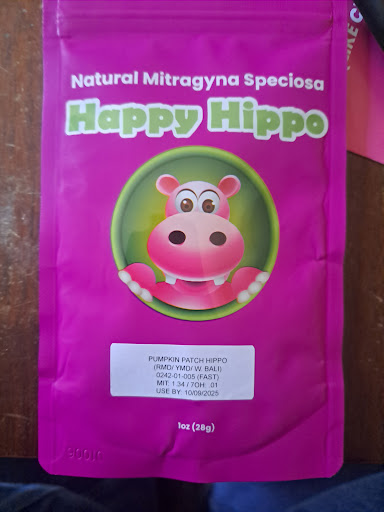 Natural Mitragyna Speciosa
Happy Hippo
PUMPKIN PATCH HIPPO
(RMD/ YMD/ W. BALI)
0242-01-005 (FAST)
MIT: 1.34 / 7OH: .01
USE BY: 10/09/2025
1oz (28g)